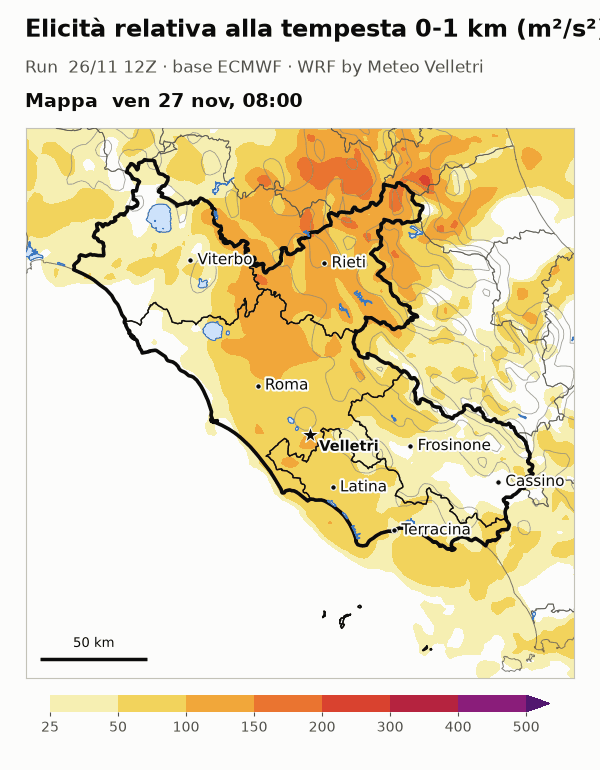 Elicità relativa alla tempesta 0-1 km (m²/s²)
Run  26/11 12Z · base ECMWF · WRF by Meteo Velletri
Mappa  ven 27 nov, 08:00
Viterbo
Rieti
Roma
Velletri
Frosinone
Cassino
Latina
Terracina
50 km
25 50 100 150 200 300 400 500